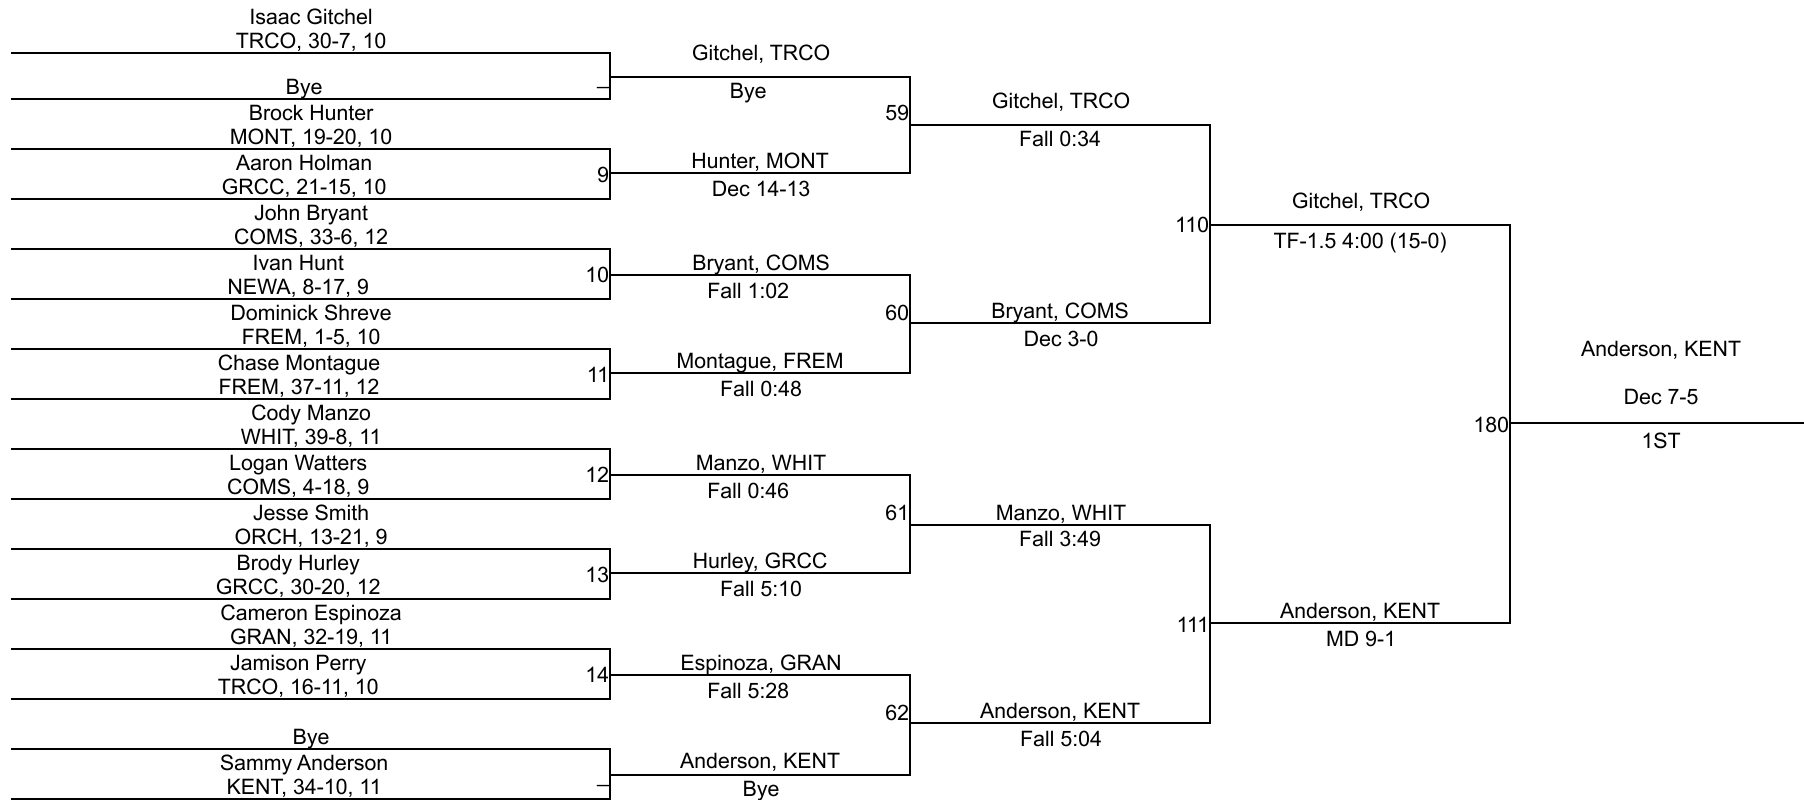 Isaac Gitchel
TRCO, 30-7, 10
Bye
Brock Hunter
MONT, 19-20, 10
Aaron Holman
GRCC, 21-15, 10
John Bryant
COMS, 33-6, 12
Ivan Hunt
NEWA, 8-17, 9
Dominick Shreve
FREM, 1-5, 10
Chase Montague
FREM, 37-11, 12
Cody Manzo
WHIT, 39-8, 11
Logan Watters
COMS, 4-18, 9
Jesse Smith
ORCH, 13-21, 9
Brody Hurley
GRCC, 30-20, 12
Cameron Espinoza
GRAN, 32-19, 11
Jamison Perry
TRCO, 16-11, 10
Bye
Sammy Anderson
KENT, 34-10, 11
–
9
10
11
12
13
14
–
Gitchel, TRCO
Bye
Hunter, MONT
Dec 14-13
Bryant, COMS
Fall 1:02
Montague, FREM
Fall 0:48
Manzo, WHIT
Fall 0:46
Hurley, GRCC
Fall 5:10
Espinoza, GRAN
Fall 5:28
Anderson, KENT
Bye
59
60
61
62
Gitchel, TRCO
Fall 0:34
Bryant, COMS
Dec 3-0
Manzo, WHIT
Fall 3:49
Anderson, KENT
Fall 5:04
110
111
Gitchel, TRCO
TF-1.5 4:00 (15-0)
Anderson, KENT
MD 9-1
180
Anderson, KENT
Dec 7-5
1ST